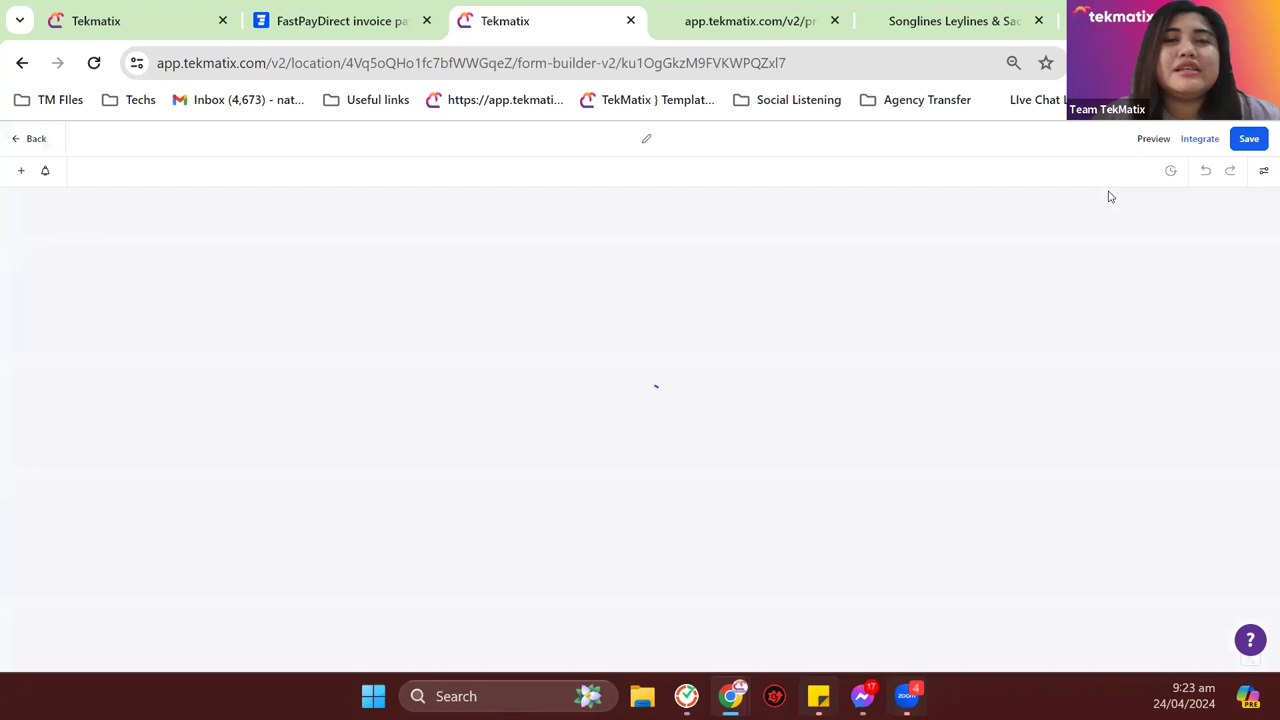 Tekmatix
FastPayDirect invoice pa
Tekmatix
app.tekmatix.com/v2/pr
Songlines Leylines & Sac
app.tekmatix.com/v2/location/4Vq5oQHo1fc7bfWWGqeZ/form-builder-v2/ku1OgGkzM9FVKWPQZxl7
TM FIles
Techs
Inbox (4,673) - nat...
Useful links
https://app.tekmati...
TekMatix } Templat...
Social Listening
Agency Transfer
LIve Chat L
tekmatix
Team TekMatix
Back
Preview
Integrate
Save
?
Search
17
zoom
4
PRE
9:23 am
24/04/2024